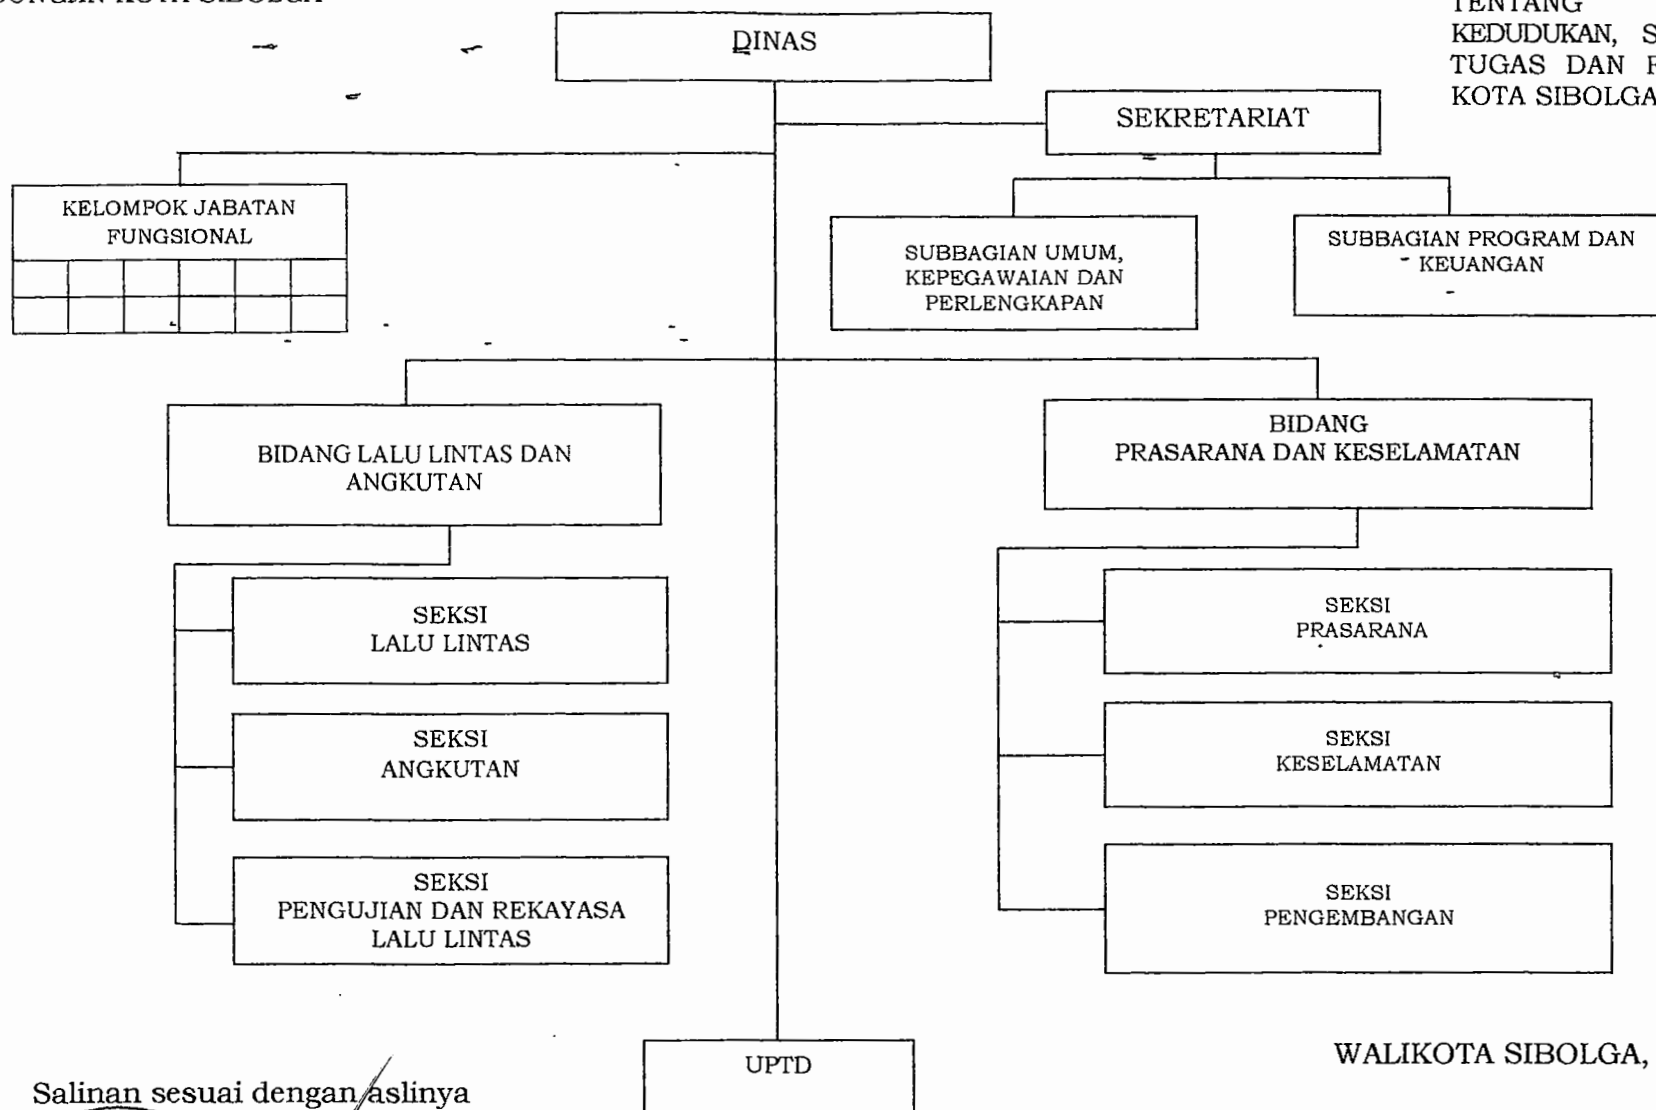 KOTA SIBOLGA
TENTANG
KEDUDUKAN,
TUGAS DAN
KOTA SIBOLGA
DINAS
SEKRETARIAT
KELOMPOK JABATAN
FUNGSIONAL
SUBBAGIAN UMUM,
KEPEGAWAIAN DAN
PERLENGKAPAN
SUBBAGIAN PROGRAM DAN
KEUANGAN
BIDANG LALU LINTAS DAN
ANGKUTAN
BIDANG
PRASARANA DAN KESELAMATAN
SEKSI
LALU LINTAS
SEKSI
ANGKUTAN
SEKSI
PENGUJIAN DAN REKAYASA
LALU LINTAS
SEKSI
PRASARANA
SEKSI
KESELAMATAN
SEKSI
PENGEMBANGAN
UPTD
WALIKOTA SIBOLGA,
Salinan sesuai dengan aslinya